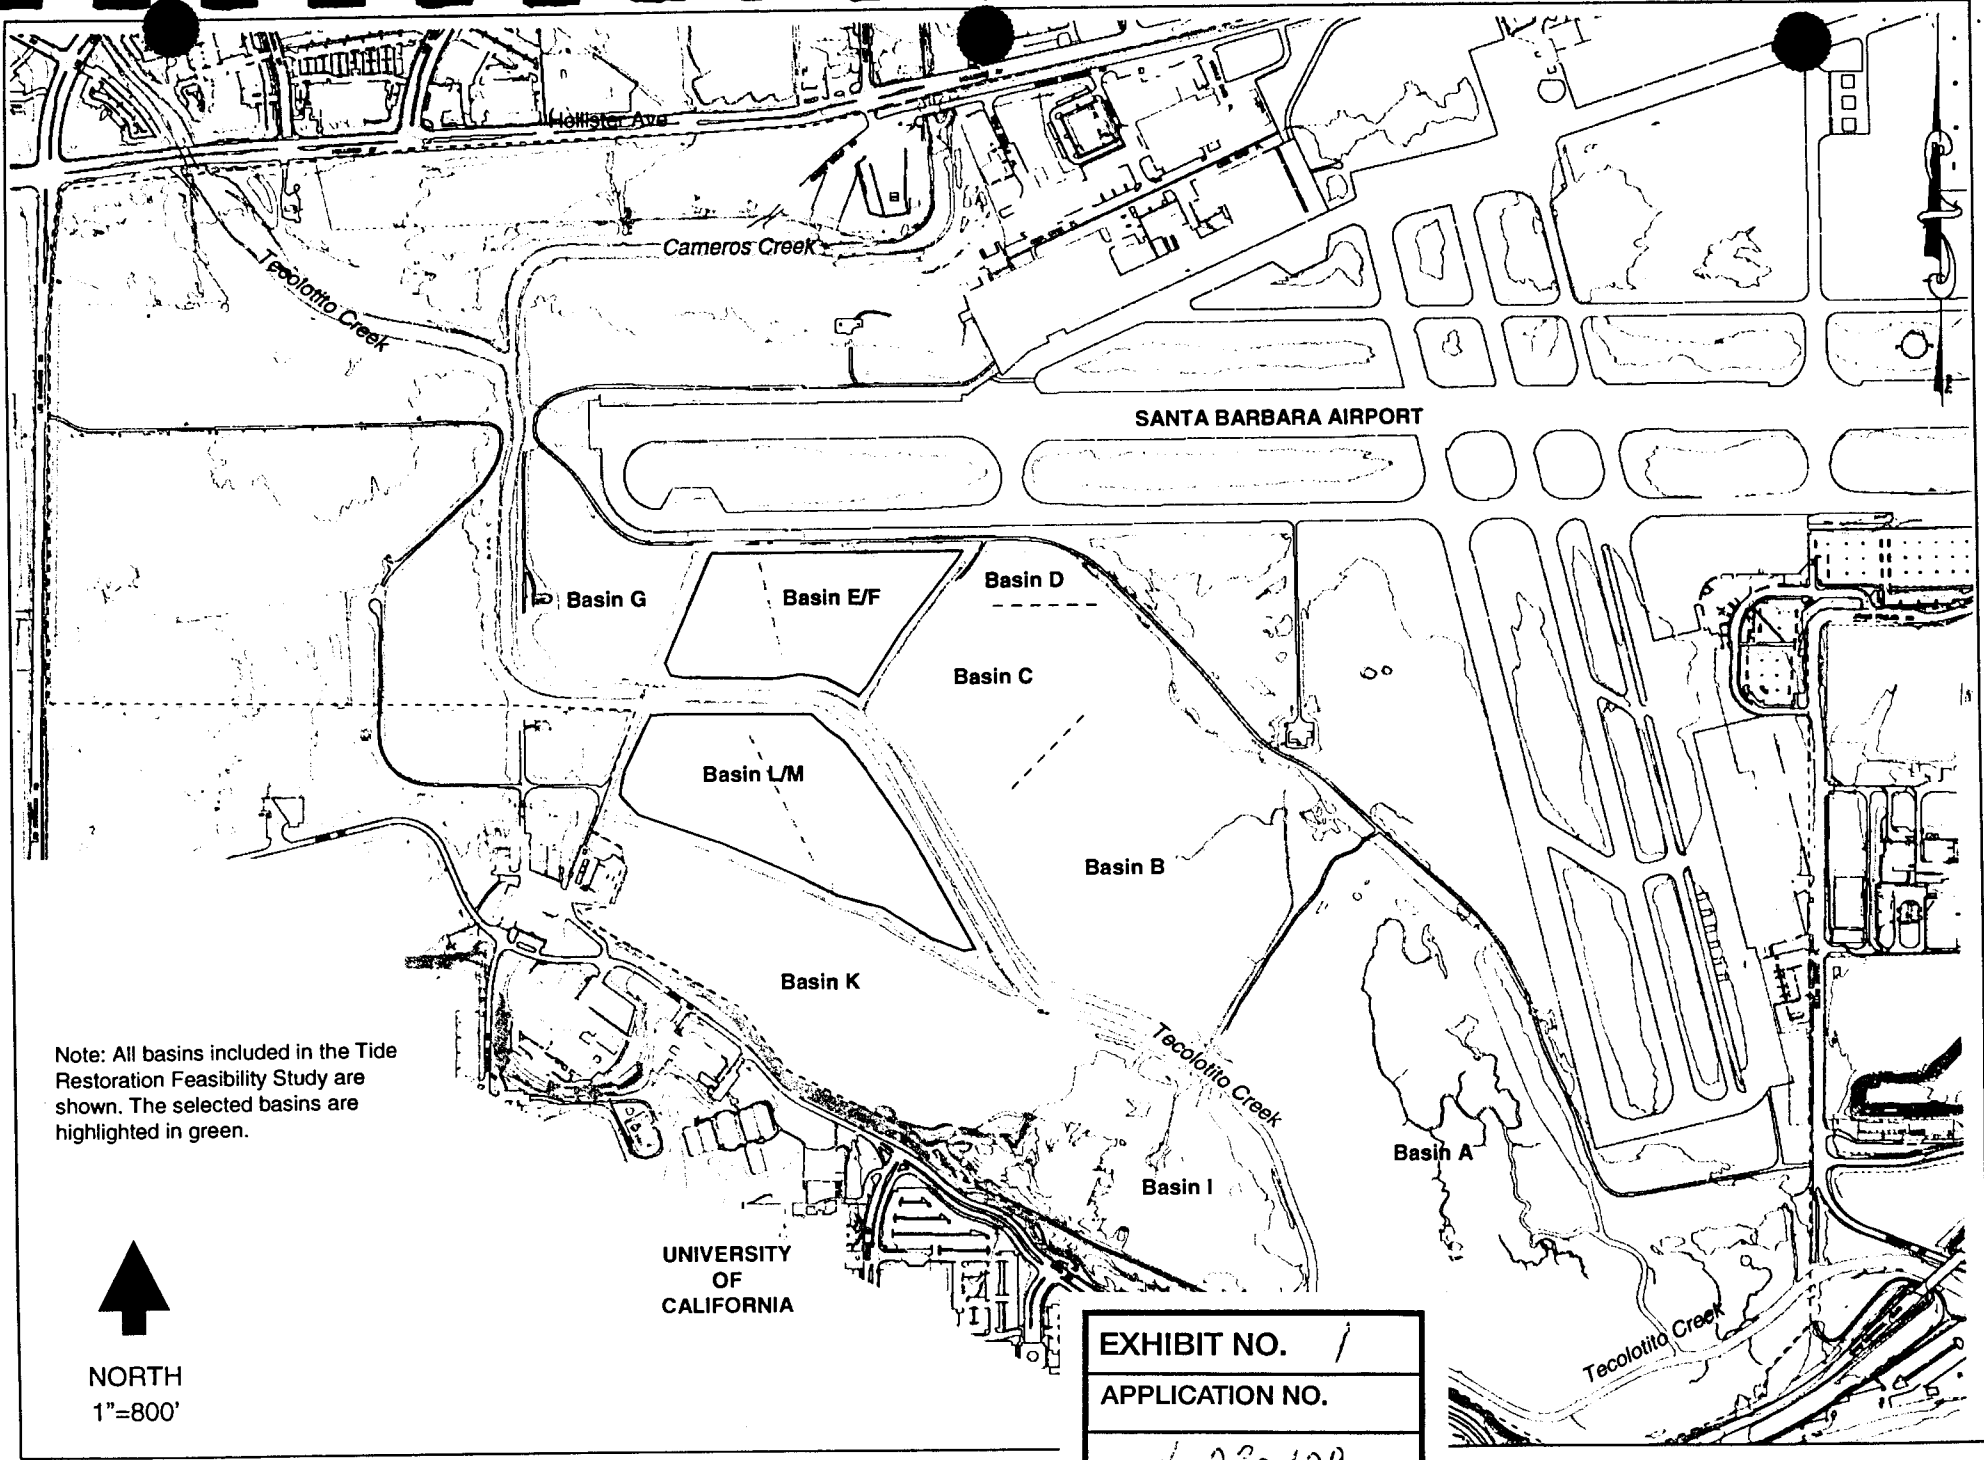 Hollister Ave
Carneros Creek
Tecolotito Creek
SANTA BARBARA AIRPORT
Basin G
Basin E/F
Basin D
Basin C
Basin L/M
Basin B
Basin K
Tecolotito Creek
Basin A
Basin I
Note: All basins included in the Tide
Restoration Feasibility Study are
shown. The selected basins are
highlighted in green.
UNIVERSITY
OF
CALIFORNIA
Tecolotito Creek
NORTH
1"=800'
EXHIBIT NO. 1
APPLICATION NO.